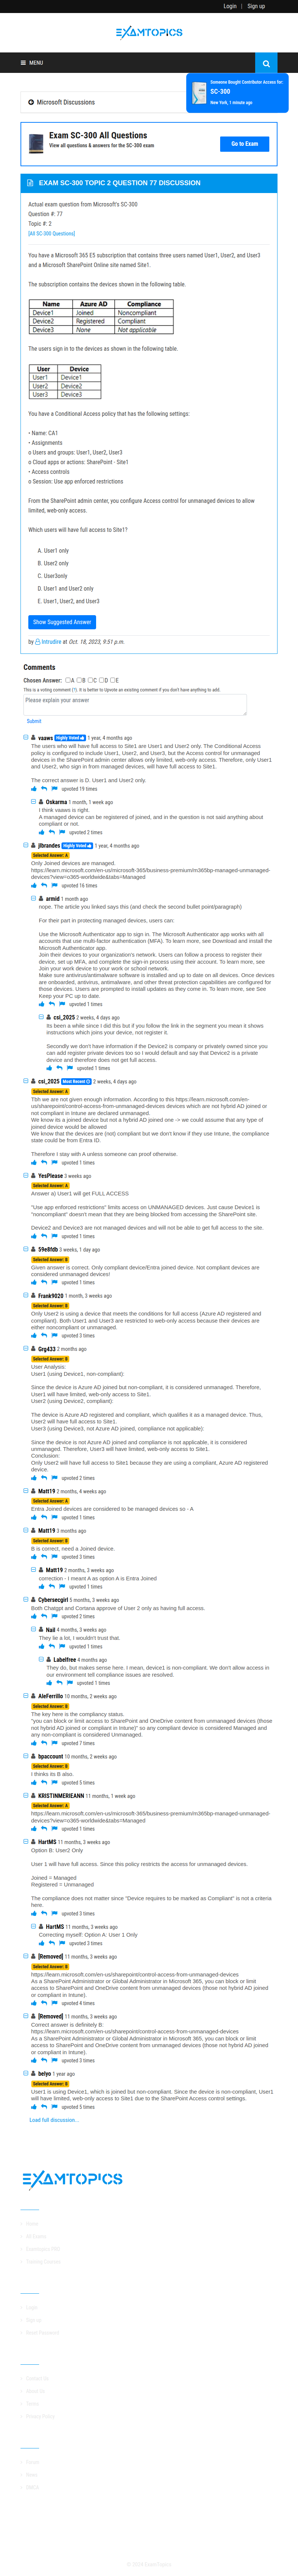 Login | Sign up
EXAMTOPICS
MENU
Someone Bought Contributor Access for:
SC-300
New York, 1 minute ago
Microsoft Discussions
Exam SC-300 All Questions
View all questions & answers for the SC-300 exam
Go to Exam
EXAM SC-300 TOPIC 2 QUESTION 77 DISCUSSION
Actual exam question from Microsoft's SC-300
Question #: 77
Topic #: 2
[All SC-300 Questions]
You have a Microsoft 365 E5 subscription that contains three users named User1, User2, and User3
and a Microsoft SharePoint Online site named Site1.
The subscription contains the devices shown in the following table.
Name Azure AD Compliance
Device1 Joined Noncompliant
Device2 Registered Compliant
Device3 None Not applicable
The users sign in to the devices as shown in the following table.
User Device
User1 Device1
User2 Device2
User3 Device3
You have a Conditional Access policy that has the following settings:
• Name: CA1
• Assignments
o Users and groups: User1, User2, User3
o Cloud apps or actions: SharePoint - Site1
• Access controls
o Session: Use app enforced restrictions
From the SharePoint admin center, you configure Access control for unmanaged devices to allow
limited, web-only access.
Which users will have full access to Site1?
A. User1 only
B. User2 only
C. User3only
D. User1 and User2 only
E. User1, User2, and User3
Show Suggested Answer
by Intrudire at Oct. 18, 2023, 9:51 p.m.
Comments
Chosen Answer: A B C D E
This is a voting comment (?). It is better to Upvote an existing comment if you don't have anything to add.
Please explain your answer
Submit
vaaws Highly Voted 1 year, 4 months ago
The users who will have full access to Site1 are User1 and User2 only. The Conditional Access
policy is configured to include User1, User2, and User3, but the Access control for unmanaged
devices in the SharePoint admin center allows only limited, web-only access. Therefore, only User1
and User2, who sign in from managed devices, will have full access to Site1.
The correct answer is D. User1 and User2 only.
upvoted 19 times
Oskarma 1 month, 1 week ago
I think vaaws is right.
A managed device can be registered of joined, and in the question is not said anything about
compliant or not.
upvoted 2 times
jlbrandes Highly Voted 1 year, 4 months ago
Selected Answer: A
Only Joined devices are managed.
https://learn.microsoft.com/en-us/microsoft-365/business-premium/m365bp-managed-unmanaged-
devices?view=o365-worldwide&tabs=Managed
upvoted 16 times
armid 1 month ago
nope. The article you linked says this (and check the second bullet point/paragraph)
For their part in protecting managed devices, users can:
Use the Microsoft Authenticator app to sign in. The Microsoft Authenticator app works with all
accounts that use multi-factor authentication (MFA). To learn more, see Download and install the
Microsoft Authenticator app .
Join their devices to your organization's network. Users can follow a process to register their
device, set up MFA, and complete the sign-in process using their account. To learn more, see
Join your work device to your work or school network.
Make sure antivirus/antimalware software is installed and up to date on all devices. Once devices
are onboarded, antivirus, antimalware, and other threat protection capabilities are configured for
those devices. Users are prompted to install updates as they come in. To learn more, see See
Keep your PC up to date.
upvoted 1 times
csi_2025 2 weeks, 4 days ago
Its been a while since I did this but if you follow the link in the segment you mean it shows
instructions which joins your device, not register it.
Secondly we don't have information if the Device2 is company or privately owned since you
can add register private devices too so I would default and say that Device2 is a private
device and therefore does not get full access.
upvoted 1 times
csi_2025 Most Recent 2 weeks, 4 days ago
Selected Answer: A
Tbh we are not given enough information. According to this https://learn.microsoft.com/en-
us/sharepoint/control-access-from-unmanaged-devices devices which are not hybrid AD joined or
not compliant in Intune are declared unmanaged.
We know its a joined device but not a hybrid AD joined one -> we could assume that any type of
joined device would be allowed
We know that the devices are (not) compliant but we don't know if they use Intune, the compliance
state could be from Entra ID.
Therefore I stay with A unless someone can provide offical statement.
upvoted 1 times
YesPlease 3 weeks ago
Selected Answer: A
Answer a) User1 will get FULL ACCESS
"Use app enforced restrictions" limits access on UNMANAGED devices. Just cause Device1 is
"noncompliant" doesn't mean that they are being blocked from accessing the SharePoint site.
Device2 and Device3 are not managed devices and will not be able to get full access to the site.
upvoted 1 times
59e8fdb 3 weeks, 1 day ago
Selected Answer: B
Given answer is correct. Only compliant device/Entra joined device. Not compliant devices are
considered unmanaged devices!
upvoted 1 times
Frank9020 1 month, 3 weeks ago
Selected Answer: B
Only User2 is using a device that meets the conditions for full access (Azure AD registered and
compliant). Both User1 and User3 are restricted to web-only access because their devices are
either noncompliant or unmanaged.
upvoted 3 times
Grg433 2 months ago
Selected Answer: B
User Analysis:
User1 (using Device1, non-compliant):
Since the device is Azure AD joined but non-compliant, it is considered unmanaged. Therefore,
User1 will have limited, web-only access to Site1.
User2 (using Device2, compliant):
The device is Azure AD registered and compliant, which qualifies it as a managed device. Thus,
User2 will have full access to Site1.
User3 (using Device3, not Azure AD joined, compliance not applicable):
Since the device is not Azure AD joined and compliance is not applicable, it is considered
unmanaged. Therefore, User3 will have limited, web-only access to Site1.
Conclusion:
Only User2 will have full access to Site1 because they are using a compliant, Azure AD registered
device.
upvoted 2 times
Matt19 2 months, 4 weeks ago
Selected Answer: A
Entra Joined devices are considered to be managed devices so - A
upvoted 1 times
Matt19 3 months ago
Selected Answer: B
B is correct, need a Joined device.
upvoted 3 times
Matt19 2 months, 3 weeks ago
correction - I meant A as option A is Entra Joined
upvoted 1 times
Cybersecgirl 5 months, 3 weeks ago
Both Chatgpt and Cortana approve of User 2 only as having full access.
upvoted 2 times
Nail 4 months, 3 weeks ago
They lie a lot, I wouldn't trust that.
upvoted 1 times
Labelfree 4 months ago
They do, but makes sense here. I mean, device1 is non-compliant. We don't allow access in
our environment tell compliance issues are resolved.
upvoted 1 times
AleFerrillo 10 months, 2 weeks ago
Selected Answer: B
The key here is the compliancy status.
"you can block or limit access to SharePoint and OneDrive content from unmanaged devices (those
not hybrid AD joined or compliant in Intune)" so any compliant device is considered Managed and
any non-compliant is considered Unmanaged.
upvoted 7 times
bpaccount 10 months, 2 weeks ago
Selected Answer: B
I thinks its B also.
upvoted 5 times
KRISTINMERIEANN 11 months, 1 week ago
Selected Answer: A
https://learn.microsoft.com/en-us/microsoft-365/business-premium/m365bp-managed-unmanaged-
devices?view=o365-worldwide&tabs=Managed
upvoted 1 times
HartMS 11 months, 3 weeks ago
Option B: User2 Only
User1 will have full access. Since this policy restricts the access for unmanaged devices.
Joined = Managed
Registered = Unmanaged
The compliance does not matter since "Device requires to be marked as Compliant" is not a criteria
here.
upvoted 3 times
HartMS 11 months, 3 weeks ago
Correcting myself: Option A: User 1 Only
upvoted 3 times
[Removed] 11 months, 3 weeks ago
Selected Answer: B
https://learn.microsoft.com/en-us/sharepoint/control-access-from-unmanaged-devices
As a SharePoint Administrator or Global Administrator in Microsoft 365, you can block or limit
access to SharePoint and OneDrive content from unmanaged devices (those not hybrid AD joined
or compliant in Intune).
upvoted 4 times
[Removed] 11 months, 3 weeks ago
Correct answer is definitely B:
https://learn.microsoft.com/en-us/sharepoint/control-access-from-unmanaged-devices.
As a SharePoint Administrator or Global Administrator in Microsoft 365, you can block or limit
access to SharePoint and OneDrive content from unmanaged devices (those not hybrid AD joined
or compliant in Intune).
upvoted 3 times
belyo 1 year ago
Selected Answer: B
User1 is using Device1, which is joined but non-compliant. Since the device is non-compliant, User1
will have limited, web-only access to Site1 due to the SharePoint Access control settings.
upvoted 5 times
Load full discussion...
EXAMTOPICS